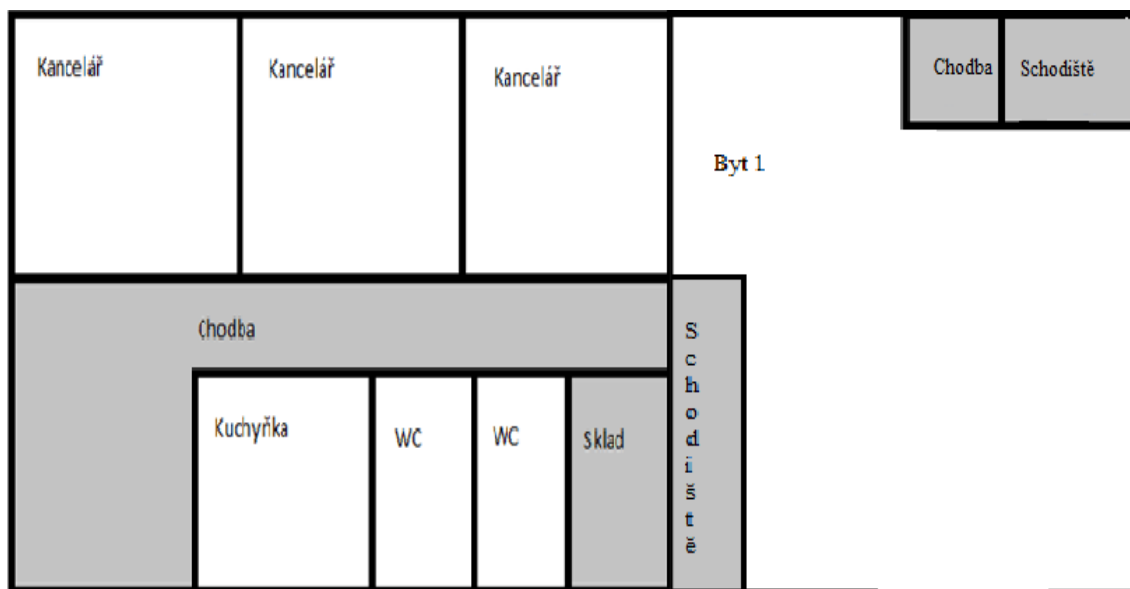 Kancelář
Kancelář
Kancelář
Chodba
Schodiště
Byt 1
Chodba
Schodiště
Kuchyňka
WC
WC
Sklad